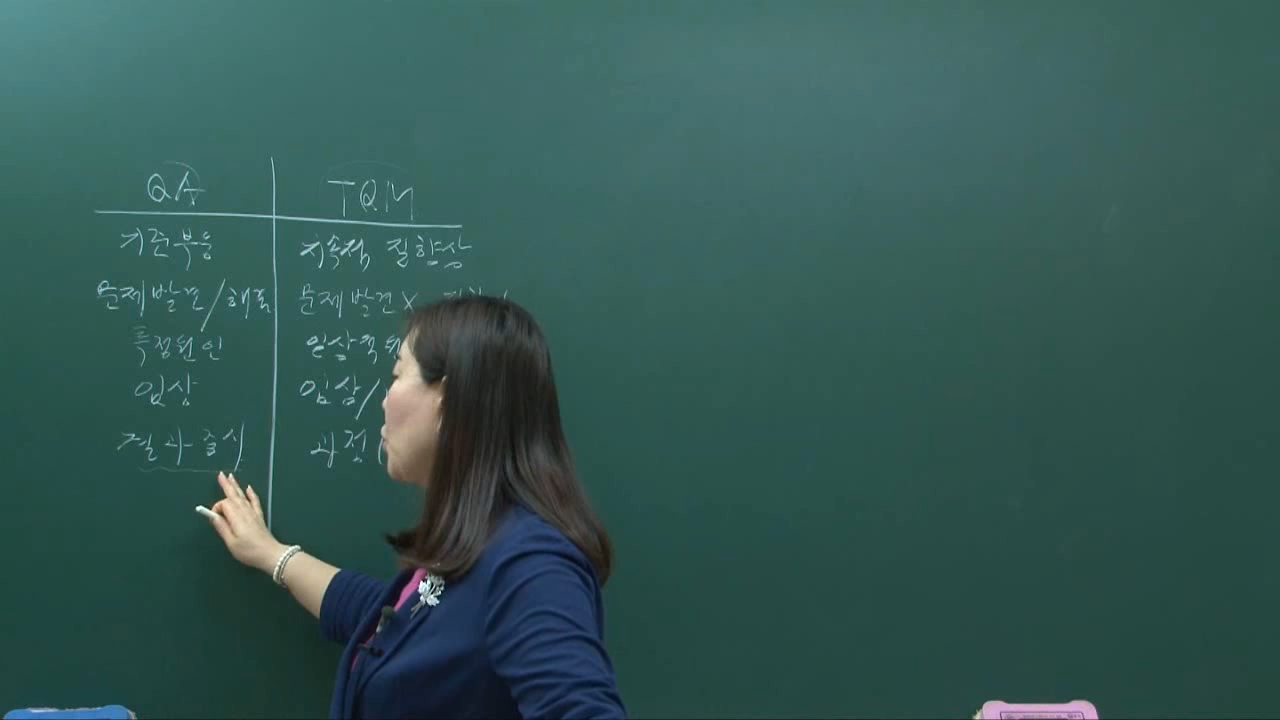 QA TQM
기준부응 지속적 질향상
문제발견/해결 문제발견X
특정원인 일상적원
임상 임상/
결과중심 과정(